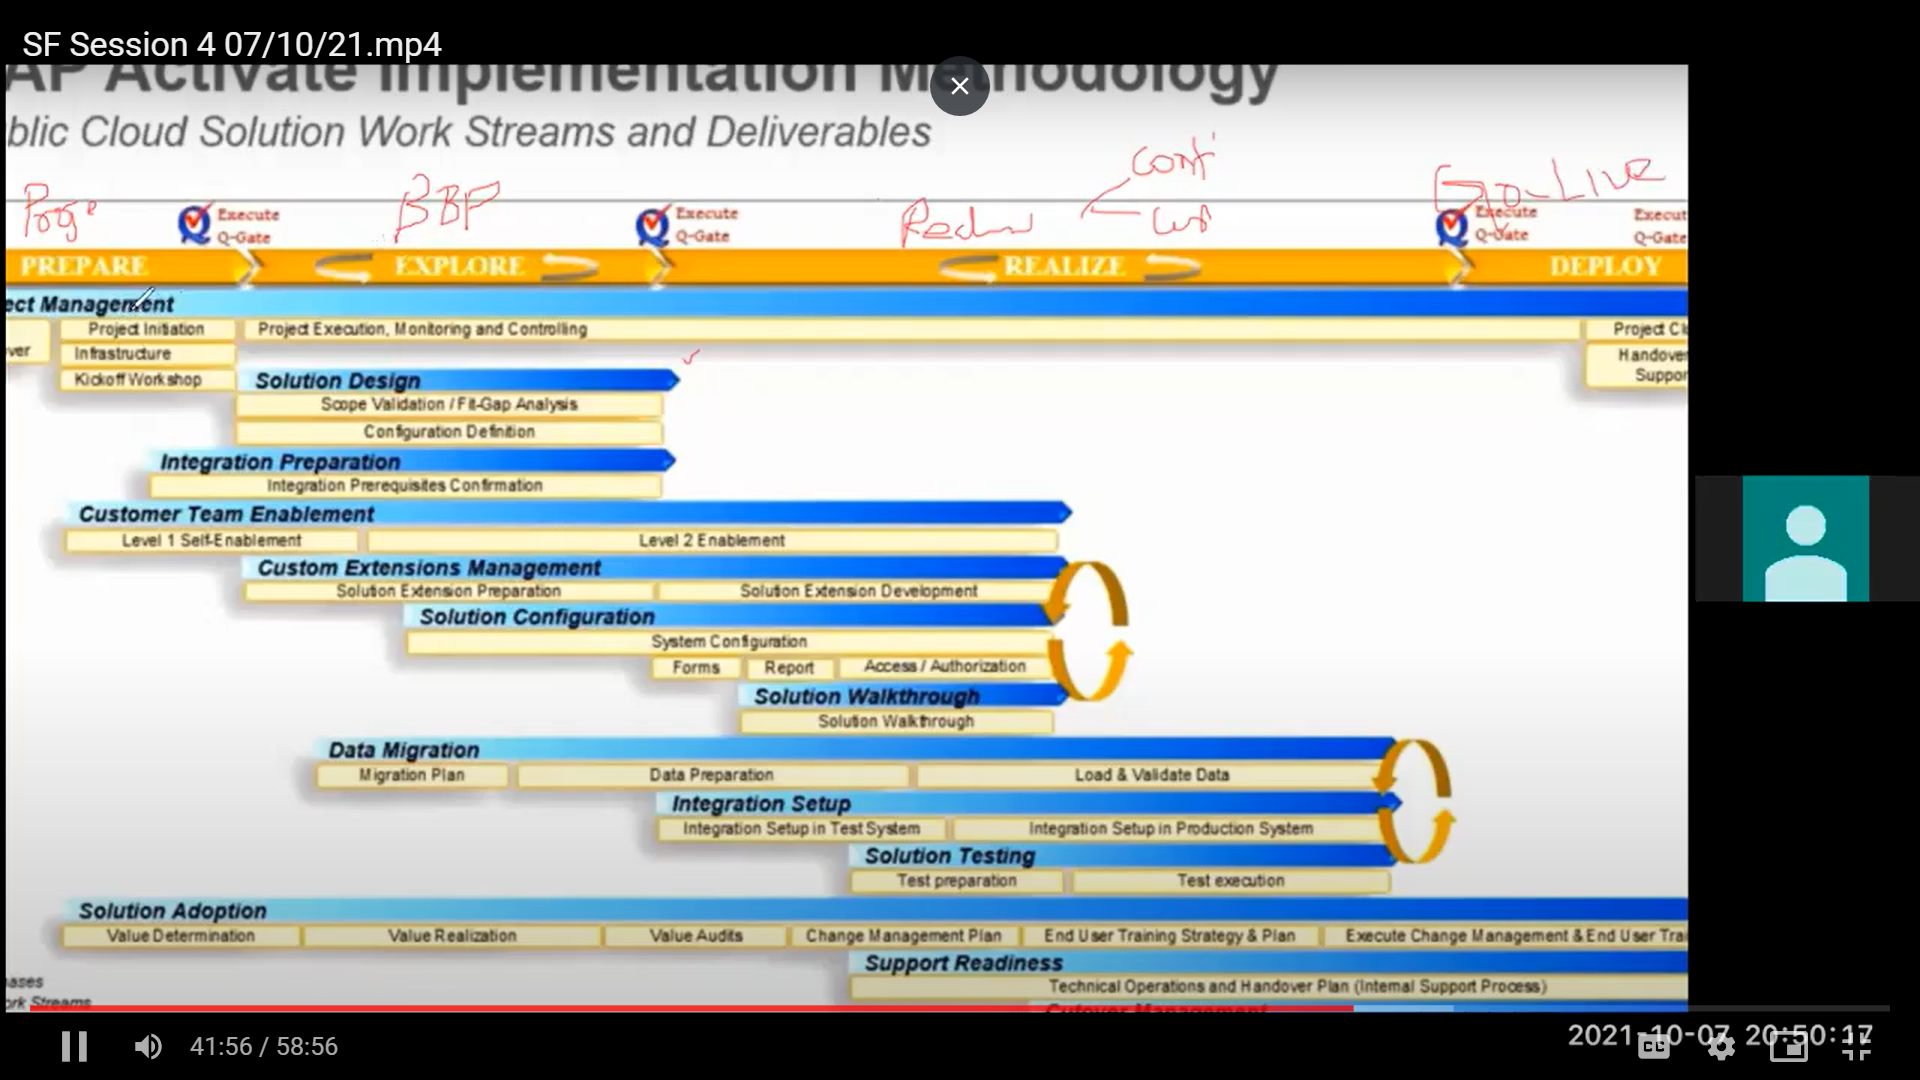 SF Session 4 07/10/21.mp4
AP Activate Implementation Methodology
blic Cloud Solution Work Streams and Deliverables
BBP
conf
Go-Live
Execute
Q-Gate
Execute
Q-Gate
Execute
Q-Gate
Execut
Q-Gate
PREPARE
EXPLORE
REALIZE
DEPLOY
ect Management
Project Initiation
Project Execution, Monitoring and Controlling
Project Cl
ver
Infrastructure
Handover
Suppor
Kickoff Workshop
Solution Design
Scope Validation / Fit-Gap Analysis
Configuration Definition
Integration Preparation
Integration Prerequisites Confirmation
Customer Team Enablement
Level 1 Self-Enablement
Level 2 Enablement
Custom Extensions Management
Solution Extension Preparation
Solution Extension Development
Solution Configuration
System Configuration
Forms
Report
Access / Authorization
Solution Walkthrough
Solution Walkthrough
Data Migration
Migration Plan
Data Preparation
Load & Validate Data
Integration Setup
Integration Setup in Test System
Integration Setup in Production System
Solution Testing
Test preparation
Test execution
Solution Adoption
Value Determination
Value Realization
Value Audits
Change Management Plan
End User Training Strategy & Plan
Execute Change Management & End User Trai
Support Readiness
Technical Operations and Handover Plan (Internal Support Process)
ases
ork Streams
Cutover Management
41:56 / 58:56
2021-10-07 20:50:17
CC